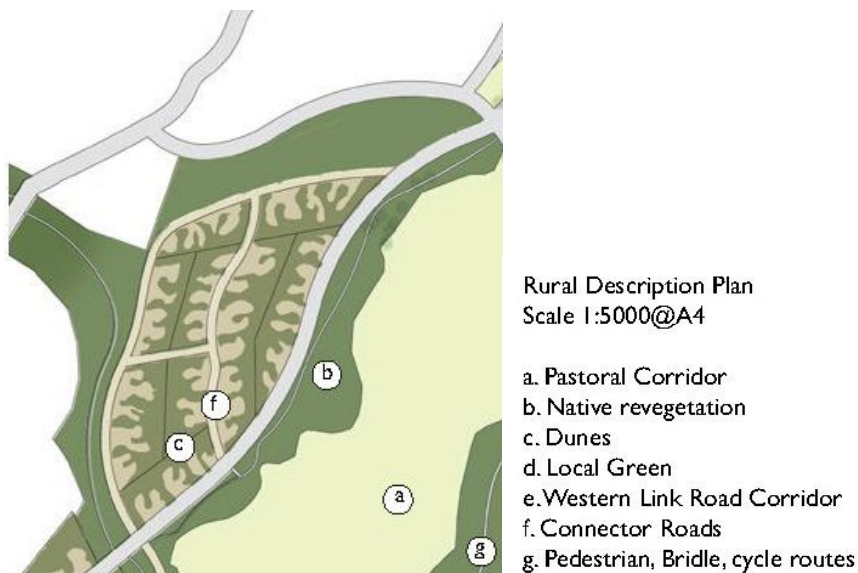 b
f
c
a
g
Rural Description Plan
Scale 1:5000@A4
a. Pastoral Corridor
b. Native revegetation
c. Dunes
d. Local Green
e. Western Link Road Corridor
f. Connector Roads
g. Pedestrian, Bridle, cycle routes